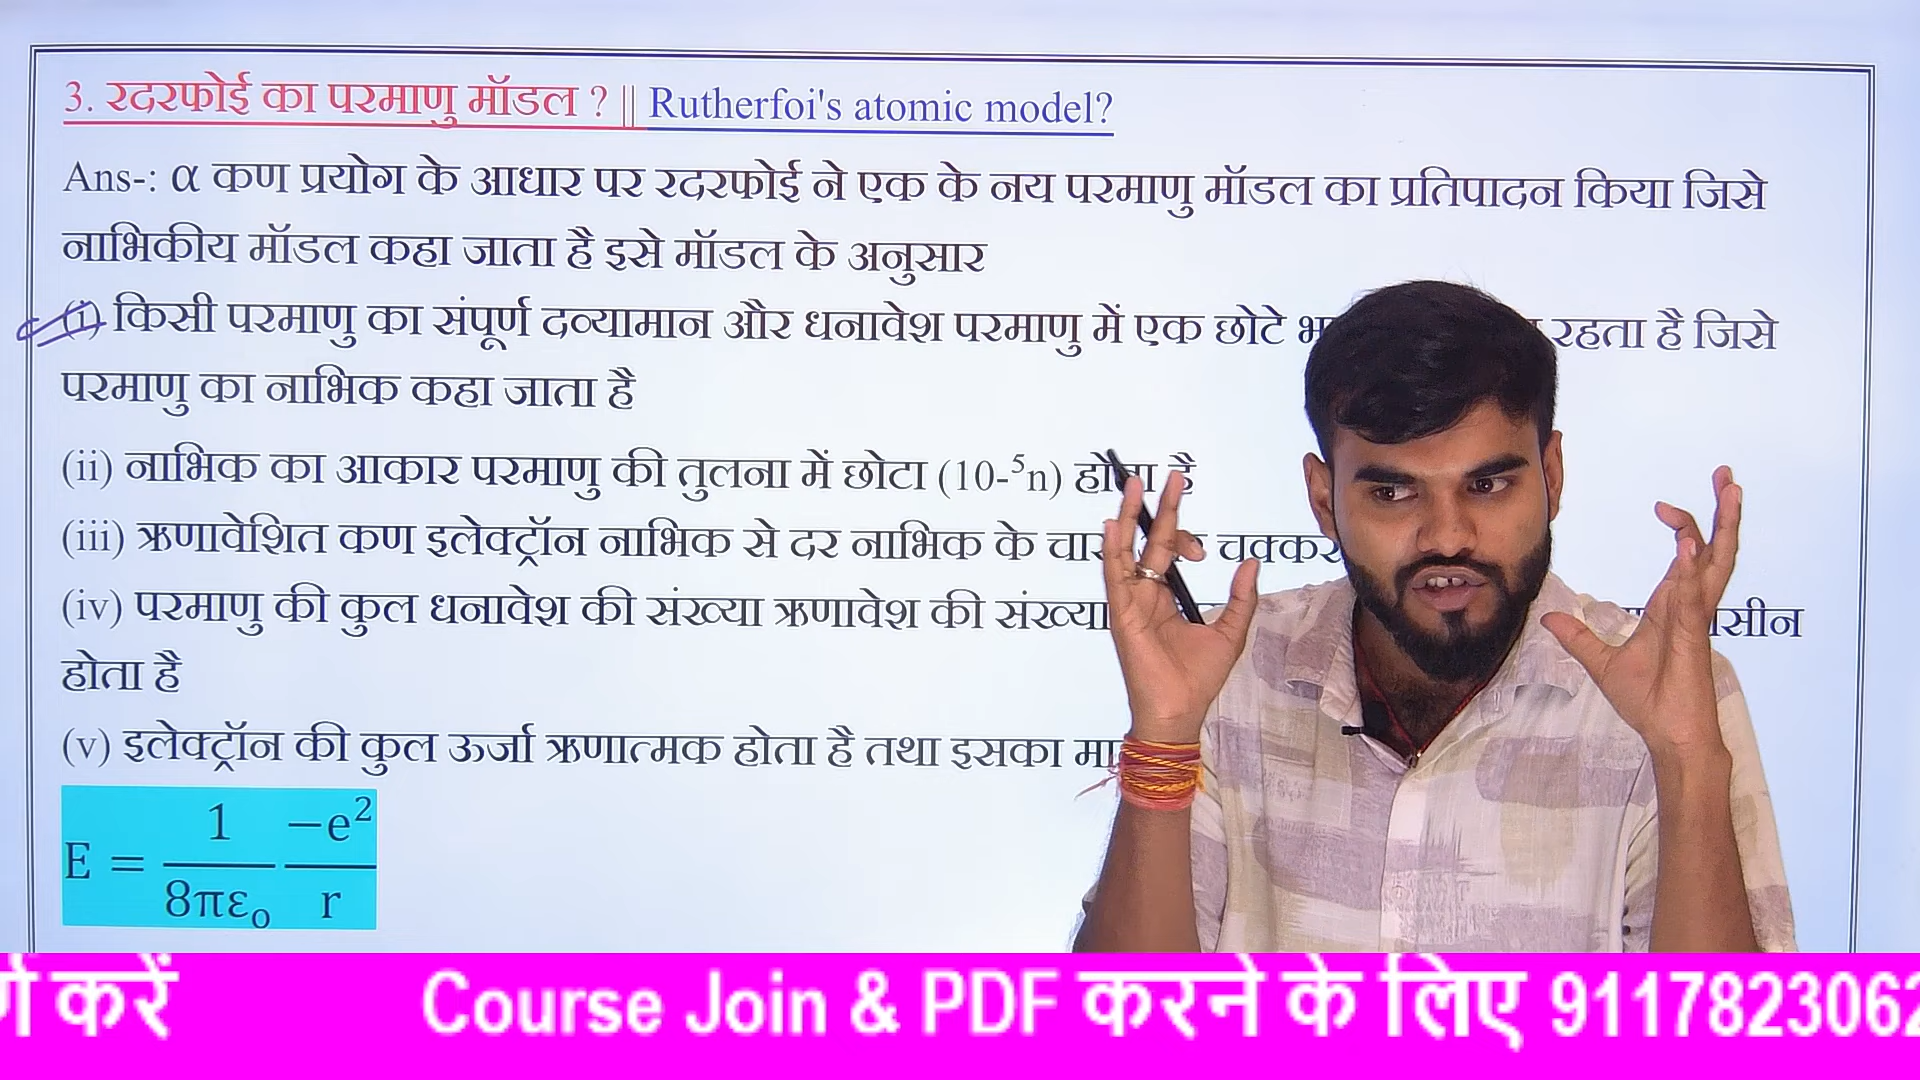 3. रदरफोई का परमाणु मॉडल ? || Rutherfoi's atomic model?
Ans-: α कण प्रयोग के आधार पर रदरफोई ने एक के नय परमाणु मॉडल का प्रतिपादन किया जिसे
नाभिकीय मॉडल कहा जाता है इसे मॉडल के अनुसार
(i) किसी परमाणु का संपूर्ण दव्यामान और धनावेश परमाणु में एक छोटे रहता है जिसे
परमाणु का नाभिक कहा जाता है
(ii) नाभिक का आकार परमाणु की तुलना में छोटा (10-⁵n) होता है
(iii) ऋणावेशित कण इलेक्ट्रॉन नाभिक से दर नाभिक के चक्कर
(iv) परमाणु की कुल धनावेश की संख्या ऋणावेश की संख्या
होता है
(v) इलेक्ट्रॉन की कुल ऊर्जा ऋणात्मक होता है तथा इसका
E = 1/8πε₀ −e²/r
करें Course Join & PDF करने के लिए 911782306